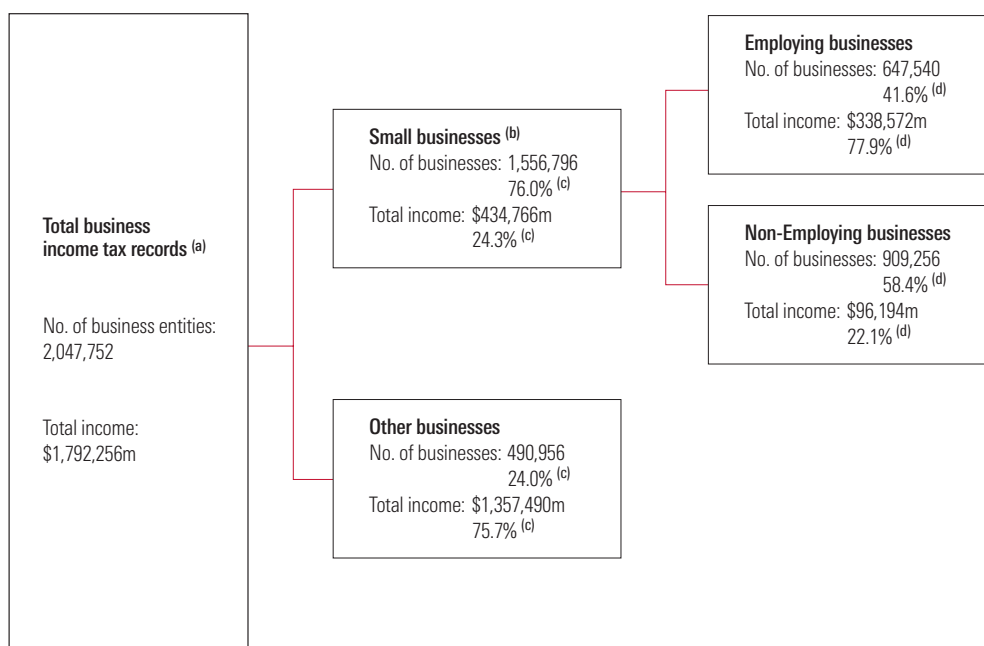 Total business
income tax records (a)
No. of business entities:
2,047,752
Total income:
$1,792,256m
Small businesses (b)
No. of businesses: 1,556,796
76.0% (c)
Total income: $434,766m
24.3% (c)
Other businesses
No. of businesses: 490,956
24.0% (c)
Total income: $1,357,490m
75.7% (c)
Employing businesses
No. of businesses: 647,540
41.6% (d)
Total income: $338,572m
77.9% (d)
Non-Employing businesses
No. of businesses: 909,256
58.4% (d)
Total income: $96,194m
22.1% (d)